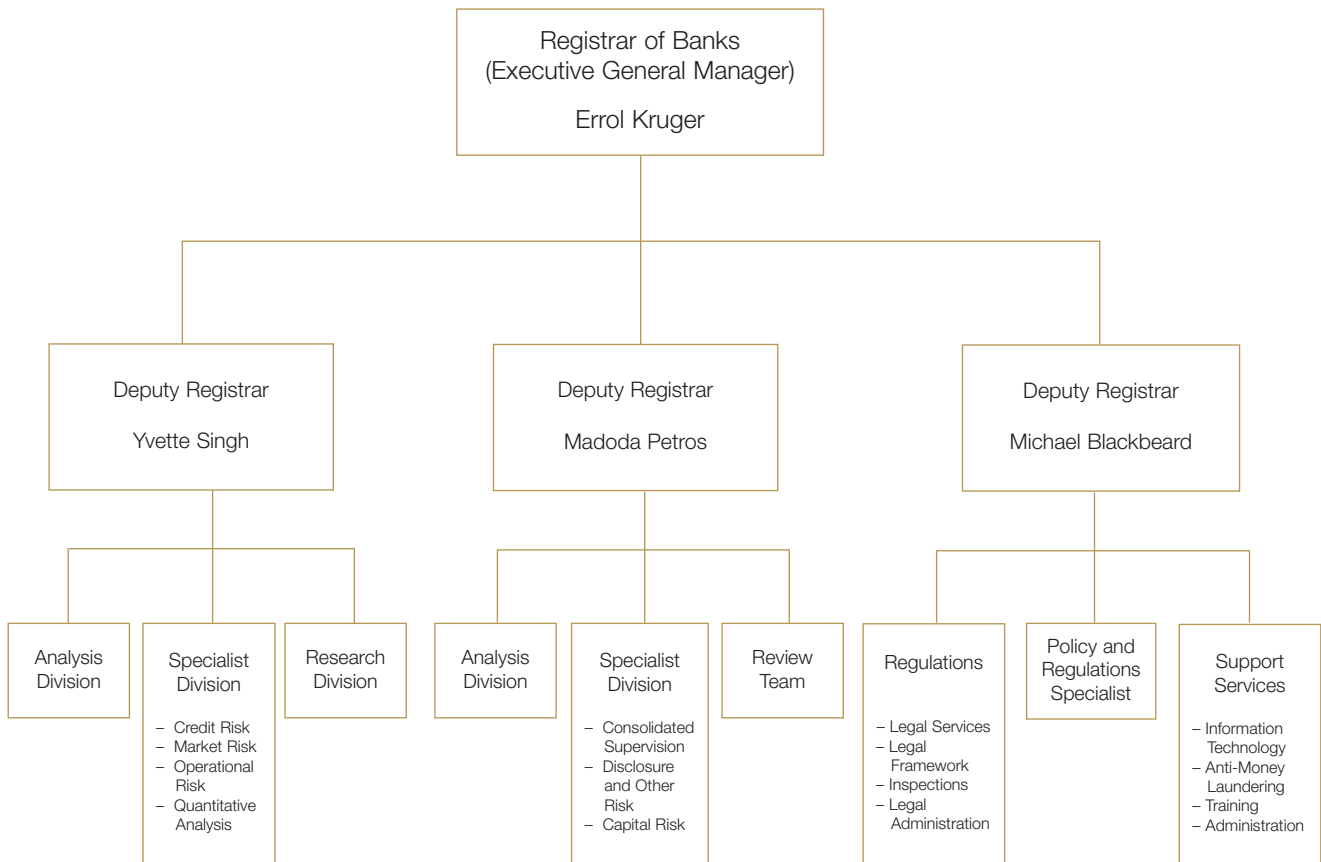 Registrar of Banks
(Executive General Manager)
Errol Kruger
Deputy Registrar
Yvette Singh
Deputy Registrar
Madoda Petros
Deputy Registrar
Michael Blackbeard
Analysis
Division
Specialist
Division
– Credit Risk
– Market Risk
– Operational
Risk
– Quantitative
Analysis
Research
Division
Analysis
Division
Specialist
Division
– Consolidated
Supervision
– Disclosure
and Other
Risk
– Capital Risk
Review
Team
Regulations
– Legal Services
– Legal
Framework
– Inspections
– Legal
Administration
Policy and
Regulations
Specialist
Support
Services
– Information
Technology
– Anti-Money
Laundering
– Training
– Administration